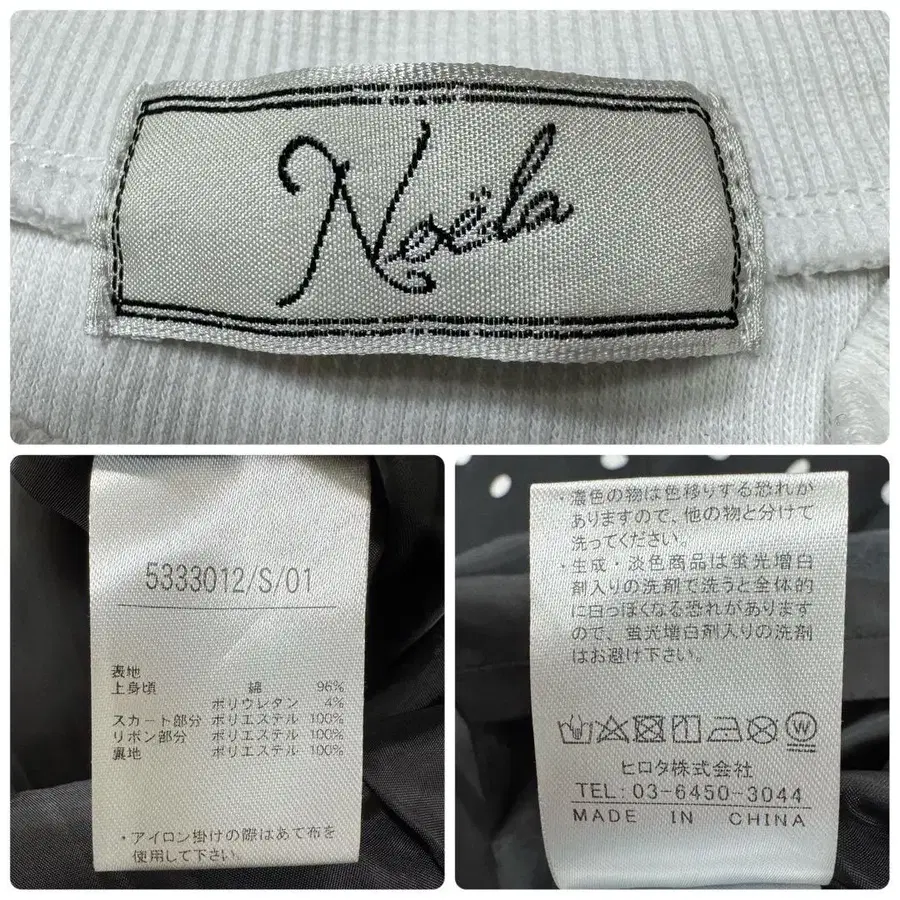 Noëla
5333012/S/01
表地
上身頃 綿 96%
ポリウレタン 4%
スカート部分 ポリエステル 100%
リボン部分 ポリエステル 100%
裏地 ポリエステル 100%
・アイロン掛けの際はあて布を
使用して下さい。
・濃色の物は色移りする恐れが
ありますので、他の物と分けて
洗ってください。
・生成・淡色商品は蛍光増白
剤入りの洗剤で洗うと全体的
に白っぽくなる恐れがあります
ので、蛍光増白剤入りの洗剤
はお避け下さい。
W
ヒロタ株式会社
TEL:03-6450-3044
MADE IN CHINA